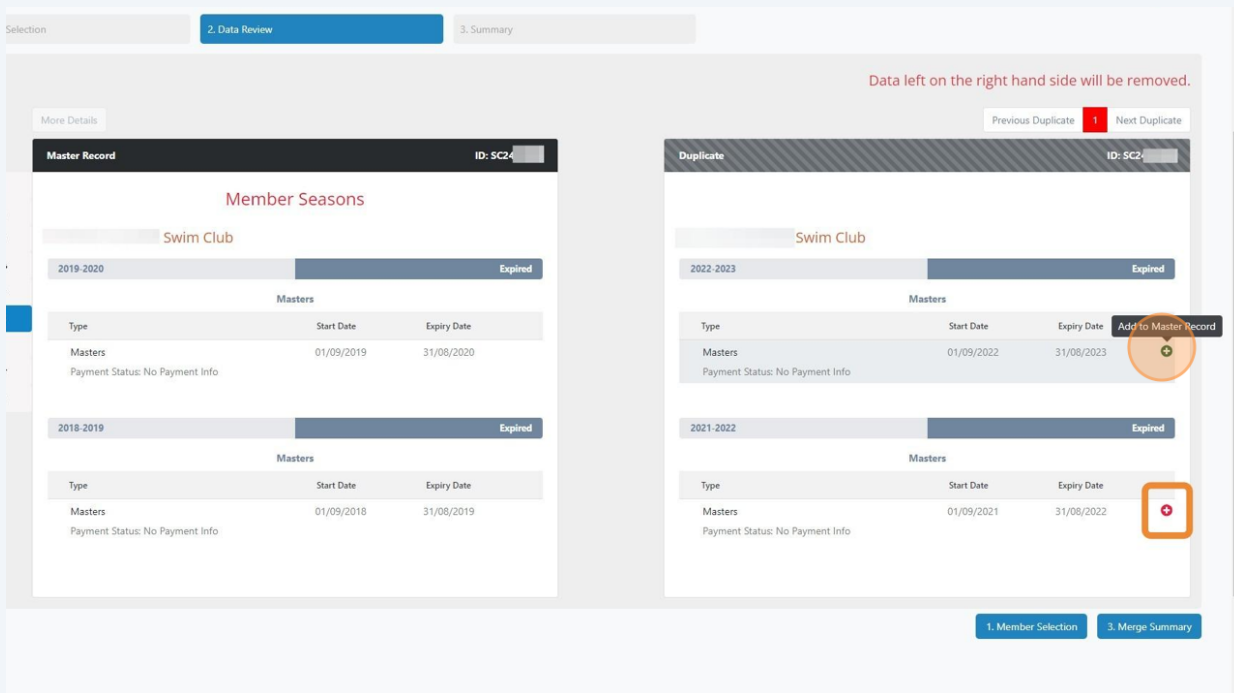 Selection
2. Data Review
3. Summary
Data left on the right hand side will be removed.
More Details
Previous Duplicate 1 Next Duplicate
Master Record ID: SC24
Member Seasons
Swim Club
2019-2020 Expired
Masters
Type Start Date Expiry Date
Masters 01/09/2019 31/08/2020
Payment Status: No Payment Info
2018-2019 Expired
Masters
Type Start Date Expiry Date
Masters 01/09/2018 31/08/2019
Payment Status: No Payment Info
Duplicate ID: SC24
Swim Club
2022-2023 Expired
Masters
Type Start Date Expiry Date
Add to Master Record
Masters 01/09/2022 31/08/2023
Payment Status: No Payment Info
2021-2022 Expired
Masters
Type Start Date Expiry Date
Masters 01/09/2021 31/08/2022
Payment Status: No Payment Info
1. Member Selection
3. Merge Summary